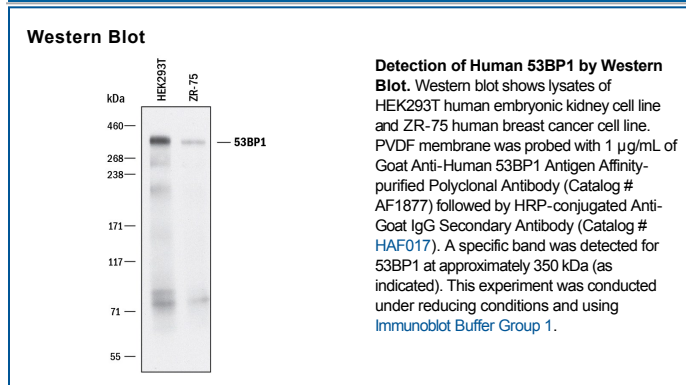 Western Blot
HEK293T
ZR-75
kDa
460
53BP1
268
238
171
117
71
55
Detection of Human 53BP1 by Western
Blot. Western blot shows lysates of
HEK293T human embryonic kidney cell line
and ZR-75 human breast cancer cell line.
PVDF membrane was probed with 1 µg/mL of
Goat Anti-Human 53BP1 Antigen Affinity-
purified Polyclonal Antibody (Catalog #
AF1877) followed by HRP-conjugated Anti-
Goat IgG Secondary Antibody (Catalog #
HAF017). A specific band was detected for
53BP1 at approximately 350 kDa (as
indicated). This experiment was conducted
under reducing conditions and using
Immunoblot Buffer Group 1.